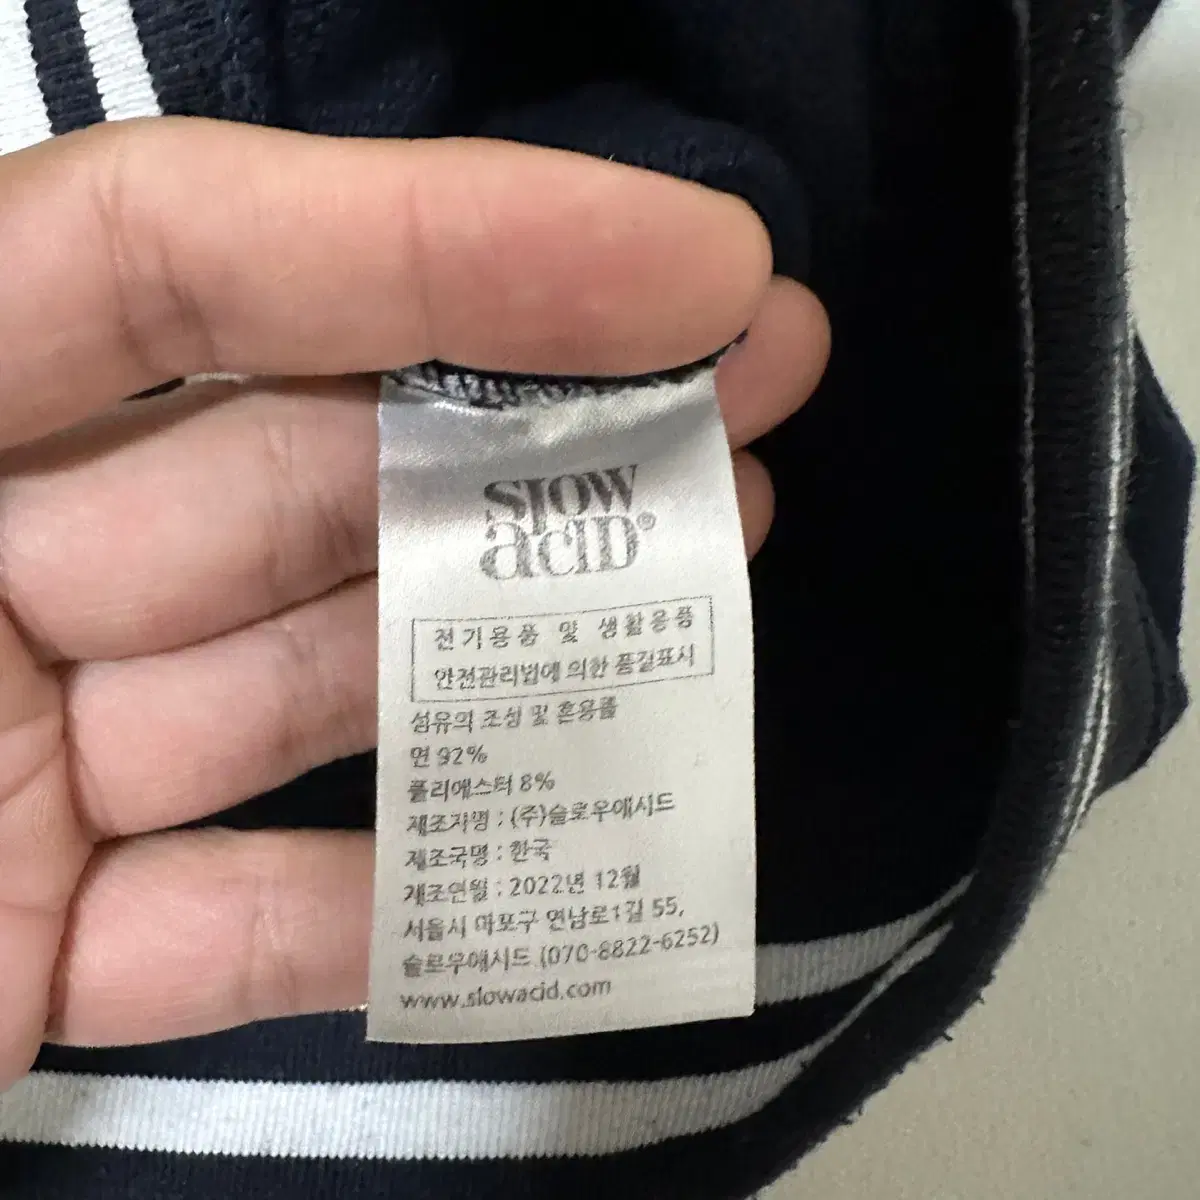 slow
acid®
전기용품 및 생활용품
안전관리법에 의한 품질표시
섬유의 조성 및 혼용률
면 92%
폴리에스터 8%
제조자명 : (주)슬로우애시드
제조국명 : 한국
제조연월 : 2022년 12월
서울시 마포구 연남로1길 55,
슬로우애시드 (070-8822-6252)
www.slowacid.com